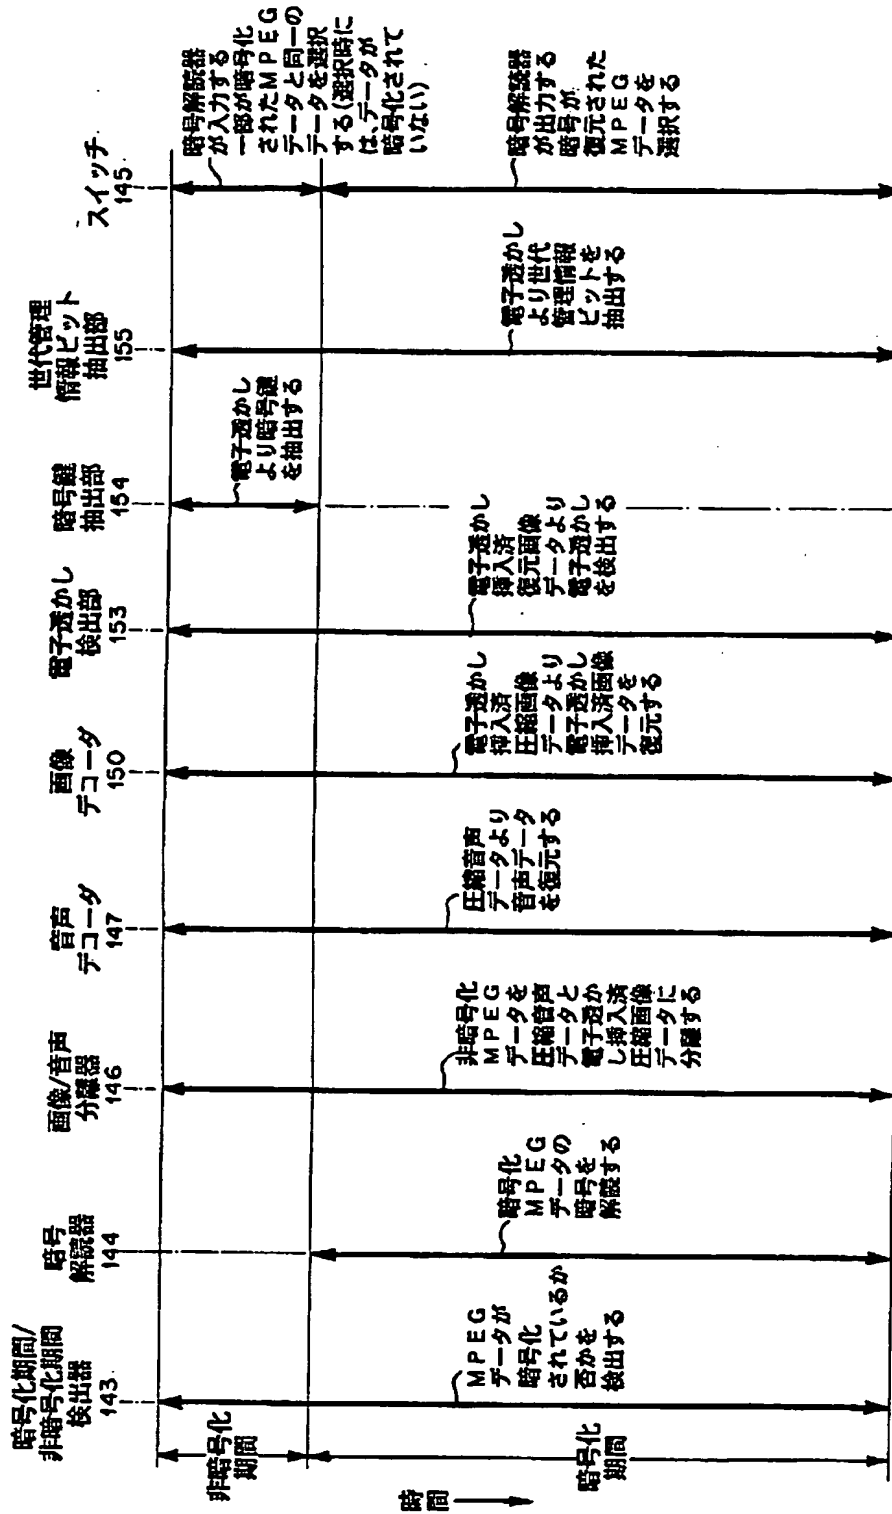 暗号化期間/
非暗号化期間
検出器
143
暗号
解読器
144
画像/音声
分離器
146
音声
デコーダ
147
画像
デコーダ
150
電子透かし
検出部
153
暗号鍵
抽出部
154
世代管理
情報ビット
抽出部
155
スイッチ
145
非暗号化
期間
暗号化
期間
時間
MPEG
データが
暗号化
されているか
否かを
検出する
暗号化
MPEG
データの
暗号を
解読する
非暗号化
MPEG
データを
圧縮音声
データと
電子透か
し挿入済
圧縮画像
データに
分離する
圧縮音声
データより
音声データ
を復元する
電子透かし
挿入済
圧縮画像
データより
電子透かし
挿入済画像
データを
復元する
電子透かし
挿入済
復元画像
データより
電子透かし
を検出する
電子透かし
より暗号鍵
を抽出する
電子透かし
より世代
管理情報
ビットを
抽出する
暗号解読器
が入力する
一部が暗号化
されたMPEG
データと同一の
データを選択
する(選択時に
は、データが
暗号化されて
いない)
暗号解読器
が出力する
暗号が
復元された
MPEG
データを
選択する